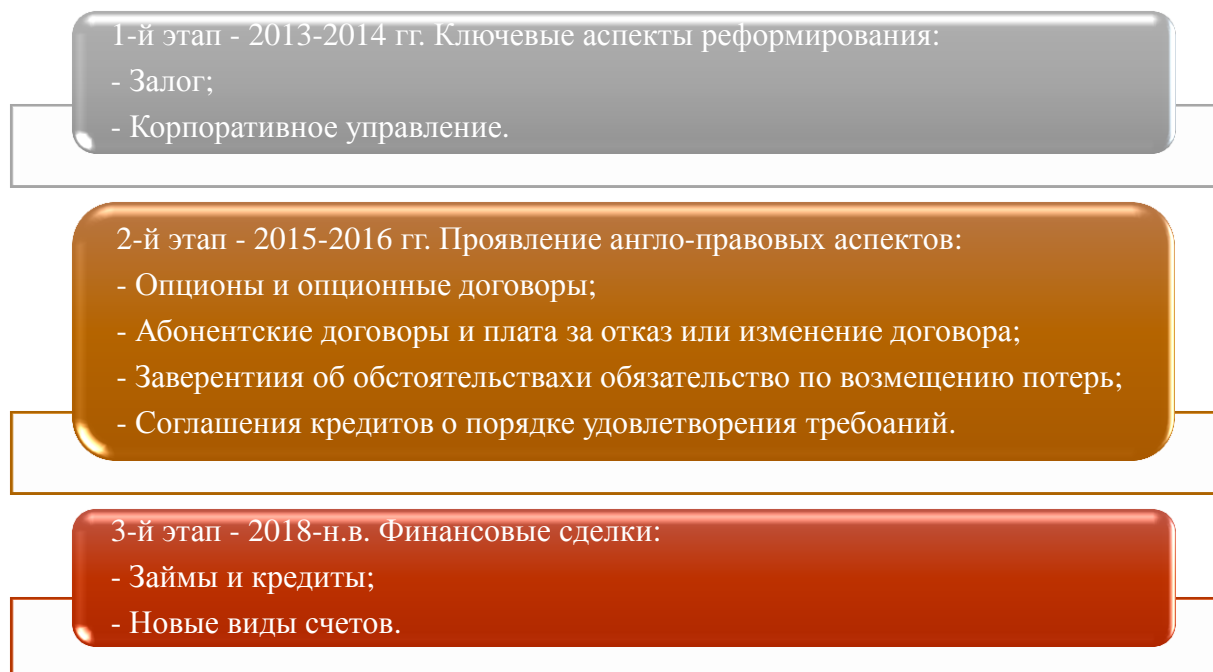 1-й этап - 2013-2014 гг. Ключевые аспекты реформирования:
- Залог;
- Корпоративное управление.
2-й этап - 2015-2016 гг. Проявление англо-правовых аспектов:
- Опционы и опционные договоры;
- Абонентские договоры и плата за отказ или изменение договора;
- Заверентиия об обстоятельствахи обязательство по возмещению потерь;
- Соглашения кредитов о порядке удовлетворения требоаний.
3-й этап - 2018-н.в. Финансовые сделки:
- Займы и кредиты;
- Новые виды счетов.